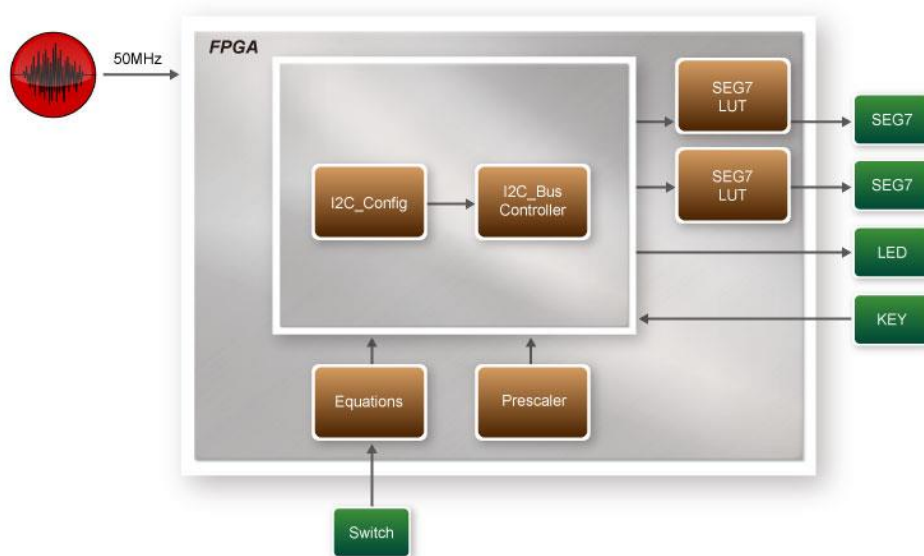 FPGA
50MHz
SEG7
LUT
SEG7
SEG7
LUT
SEG7
I2C_Config
I2C_Bus
Controller
LED
KEY
Equations
Prescaler
Switch